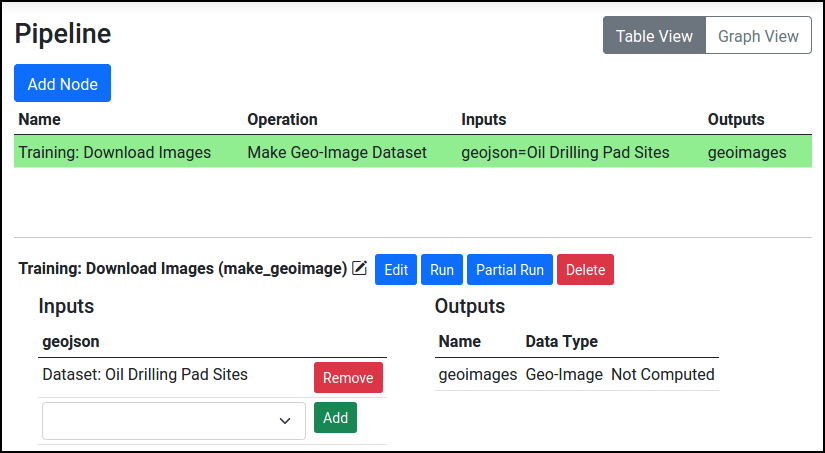 Pipeline
Table View Graph View
Add Node
Name Operation Inputs Outputs
Training: Download Images Make Geo-Image Dataset geojson=Oil Drilling Pad Sites geoimages
Training: Download Images (make_geoimage) Edit Run Partial Run Delete
Inputs Outputs
geojson Name Data Type
Dataset: Oil Drilling Pad Sites Remove geoimages Geo-Image Not Computed
Add